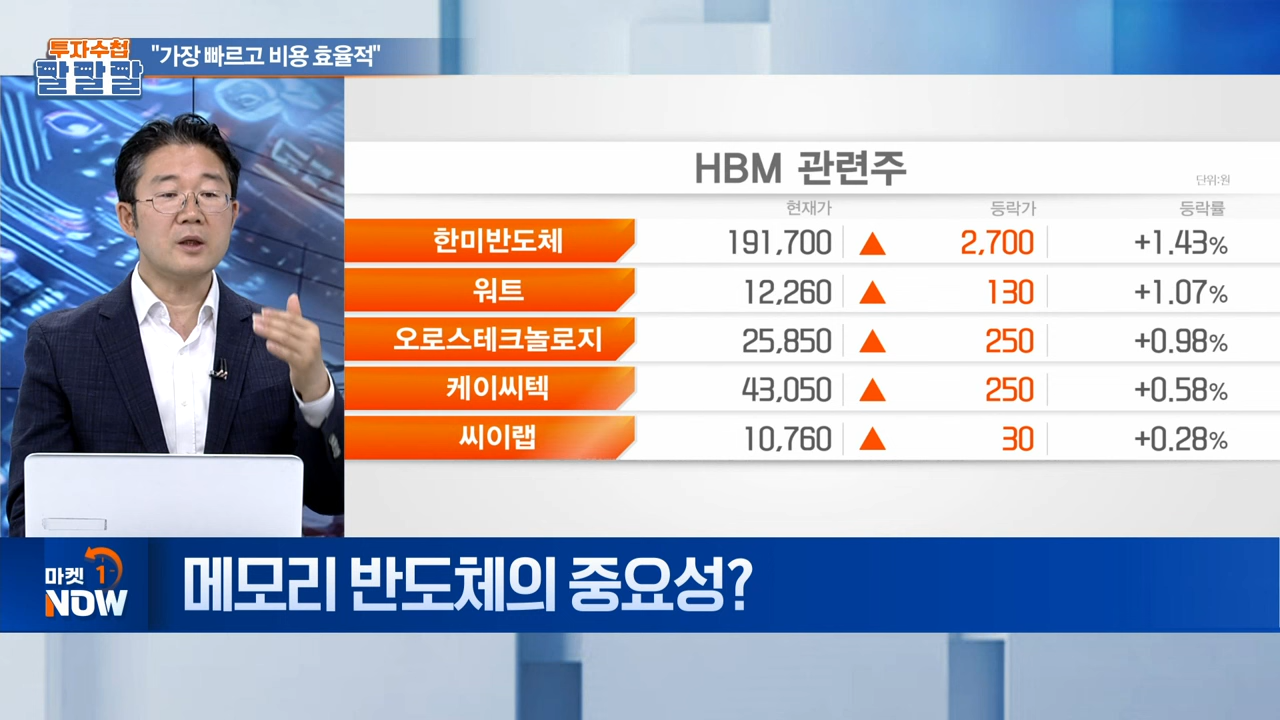 투자수첩
팔팔팔
"가장 빠르고 비용 효율적"
HBM 관련주
단위:원
현재가 등락가 등락률
한미반도체 191,700 ▲ 2,700 +1.43%
워트 12,260 ▲ 130 +1.07%
오로스테크놀로지 25,850 ▲ 250 +0.98%
케이씨텍 43,050 ▲ 250 +0.58%
씨이랩 10,760 ▲ 30 +0.28%
마켓 1
NOW
메모리 반도체의 중요성?